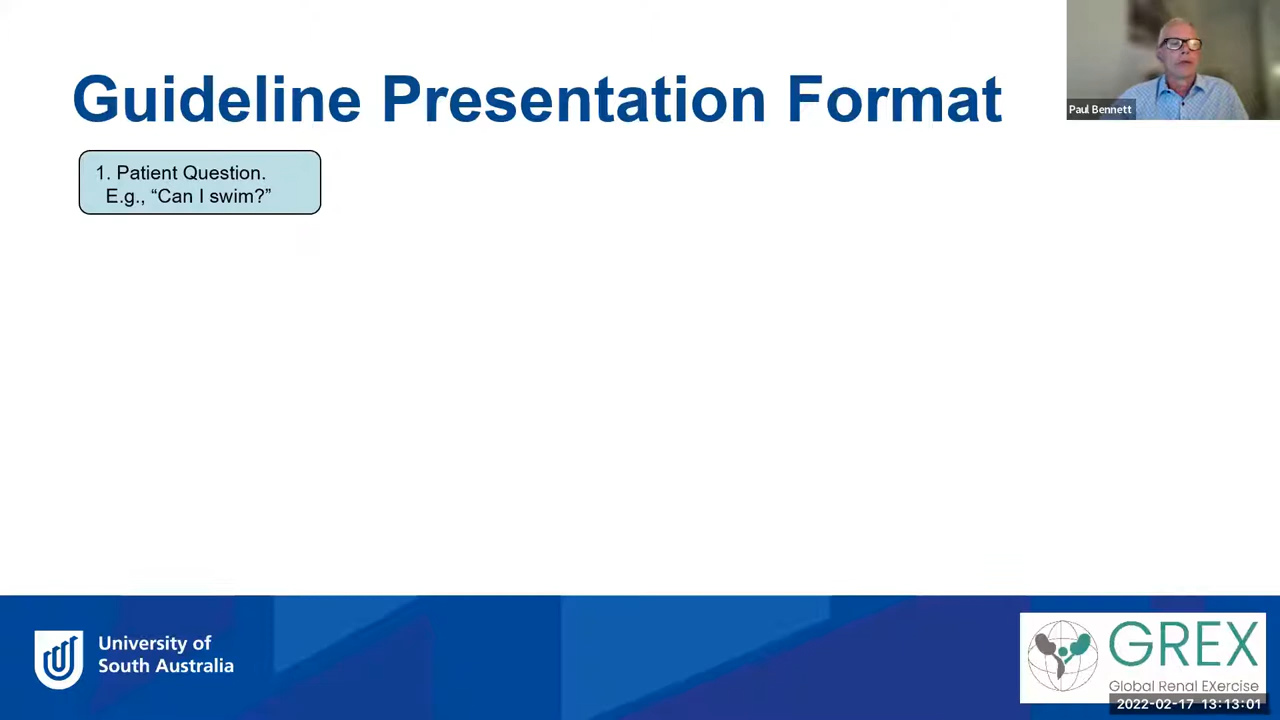 Guideline Presentation Format
Paul Bennett
1. Patient Question.
E.g., “Can I swim?”
University of
South Australia
GREX
Global Renal EXercise
2022-02-17 13:13:01